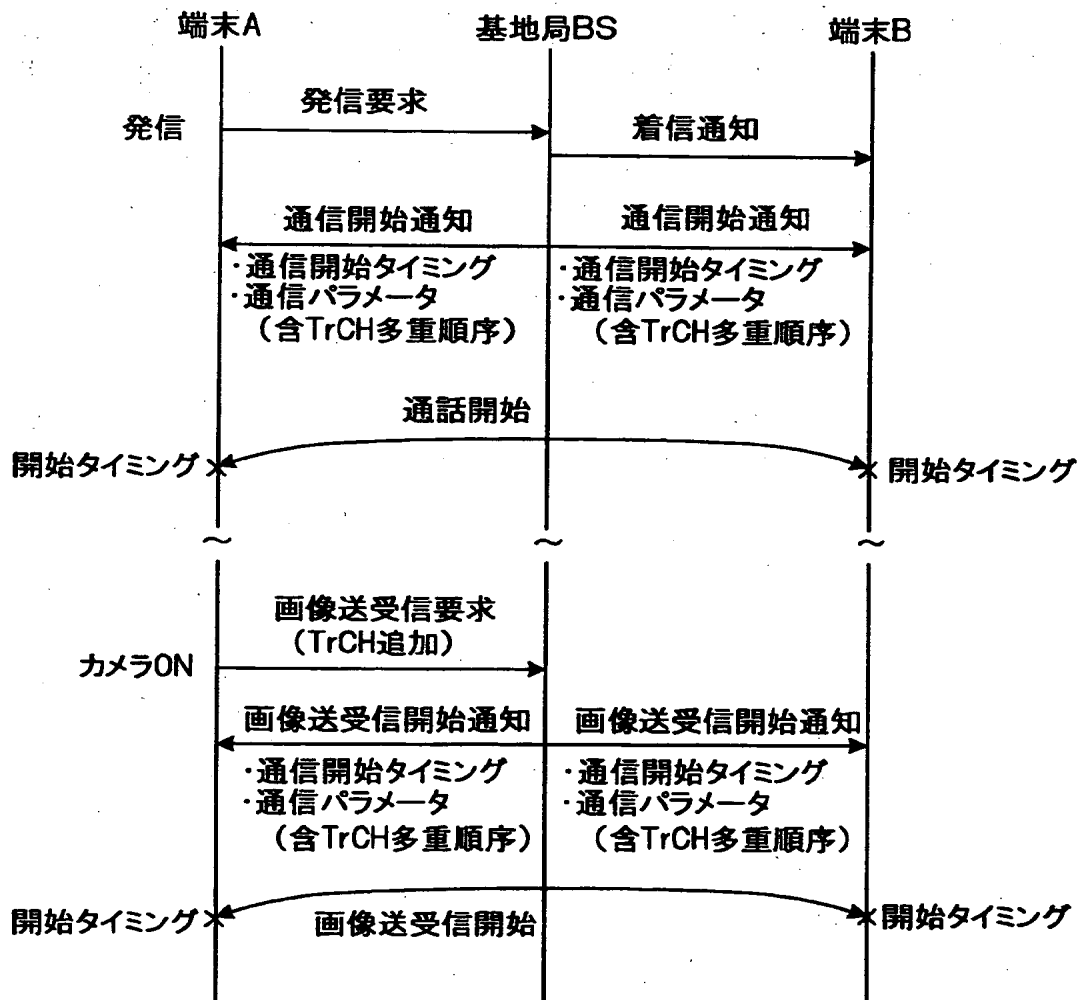 端末A
基地局BS
端末B
発信要求
発信
着信通知
通信開始通知
通信開始通知
・通信開始タイミング
・通信パラメータ
(含TrCH多重順序)
・通信開始タイミング
・通信パラメータ
(含TrCH多重順序)
通話開始
開始タイミング
開始タイミング
画像送受信要求
(TrCH追加)
カメラON
画像送受信開始通知
画像送受信開始通知
・通信開始タイミング
・通信パラメータ
(含TrCH多重順序)
・通信開始タイミング
・通信パラメータ
(含TrCH多重順序)
開始タイミング
画像送受信開始
開始タイミング